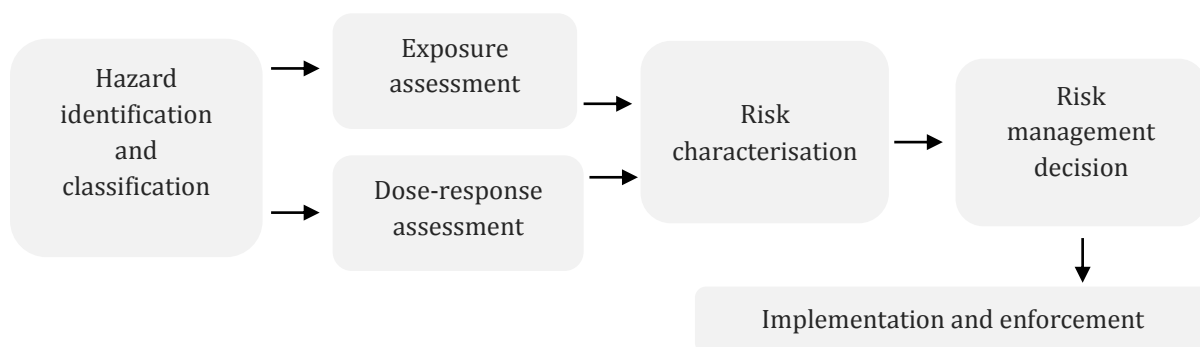 Hazard
identification
and
classification
Exposure
assessment
Dose-response
assessment
Risk
characterisation
Risk
management
decision
Implementation and enforcement